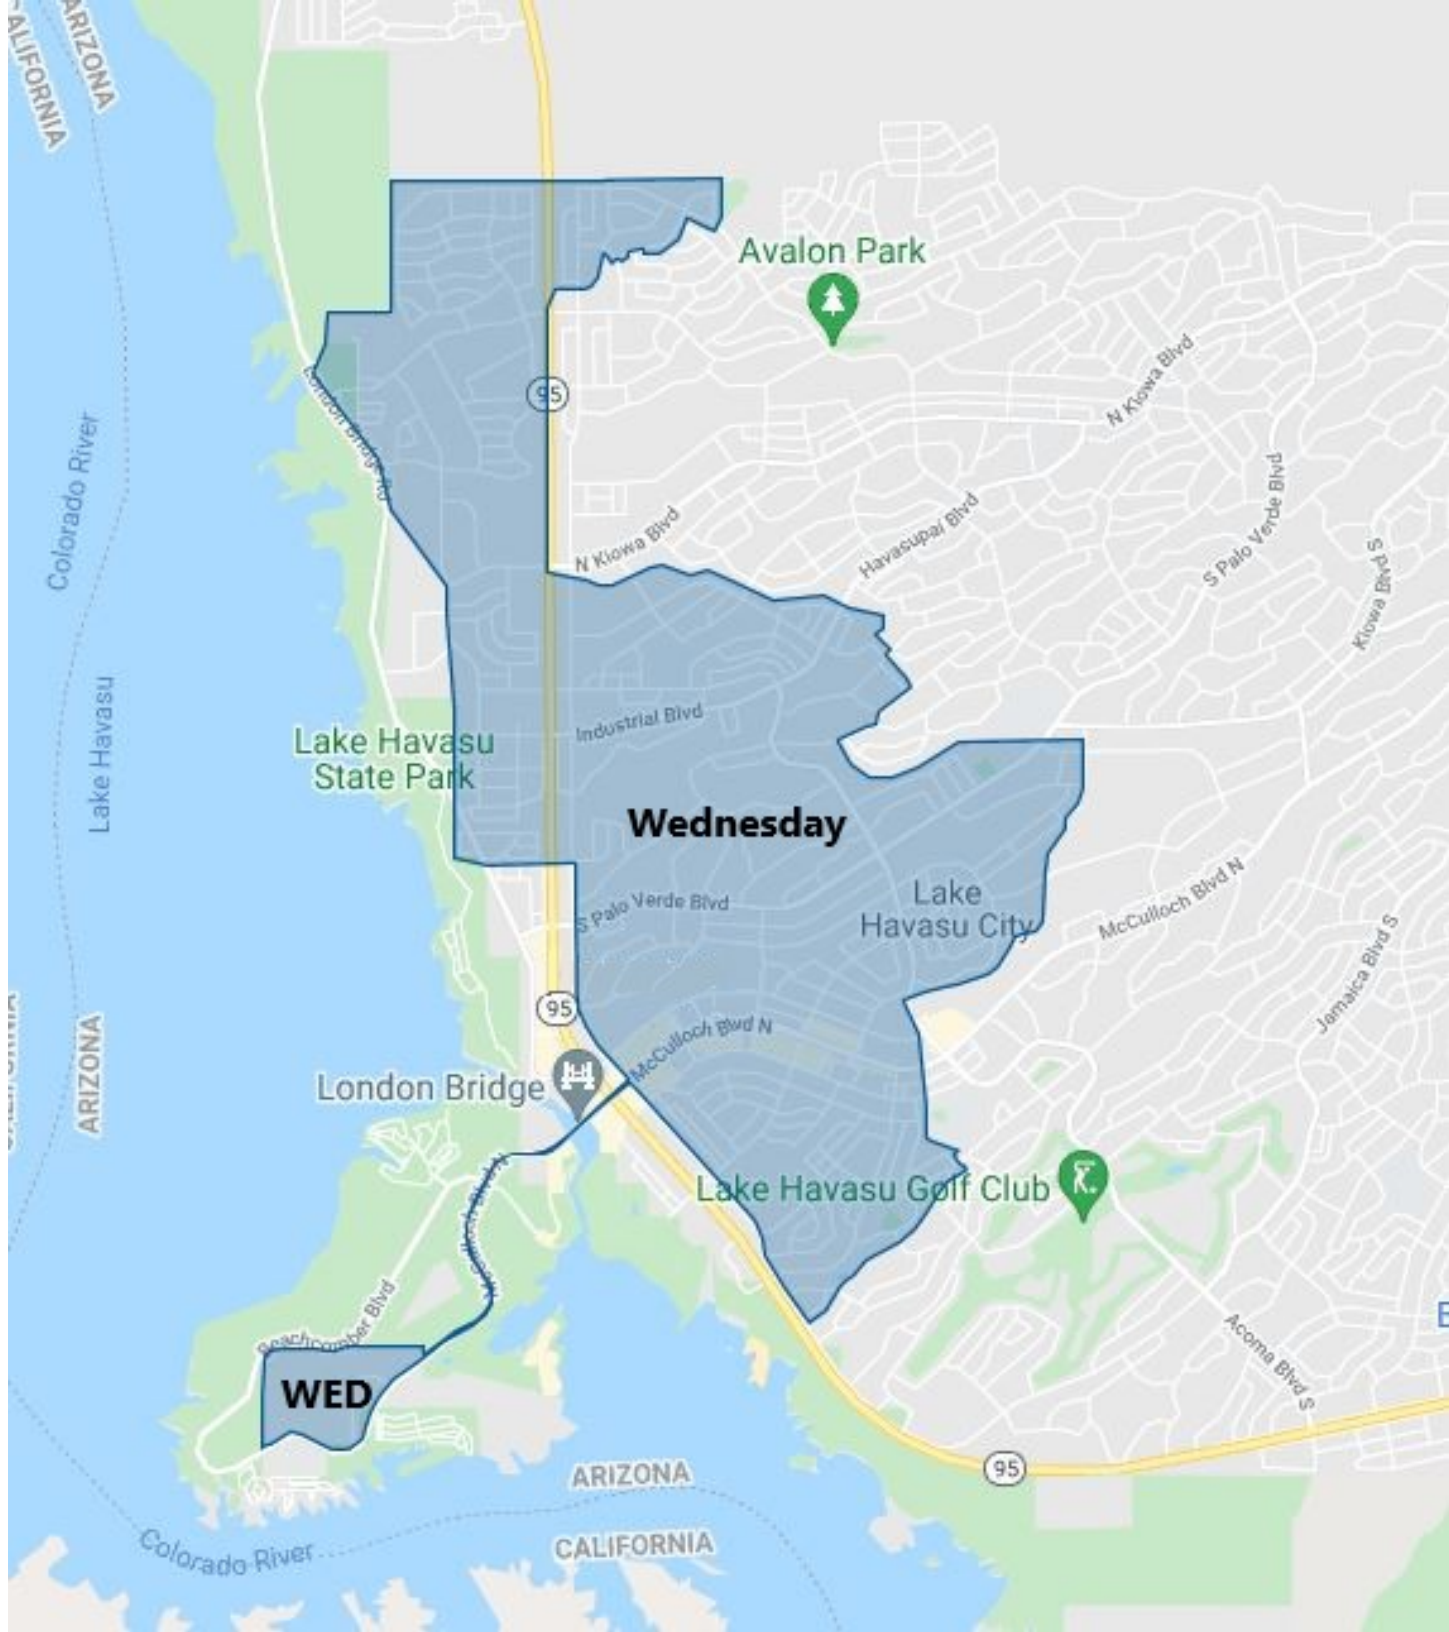 CALIFORNIA
ARIZONA
Avalon Park
95
N Kiowa Blvd
London Bridge Rd
Colorado River
N Kiowa Blvd
Havasupai Blvd
S Palo Verde Blvd
Kiowa Blvd S
Lake Havasu
Industrial Blvd
Lake Havasu
State Park
Wednesday
Lake
Havasu City
S Palo Verde Blvd
McCulloch Blvd N
Jamaica Blvd S
95
McCulloch Blvd N
ARIZONA
London Bridge
Lake Havasu Golf Club
Beachcomber Blvd
Acoma Blvd S
WED
95
ARIZONA
CALIFORNIA
Colorado River